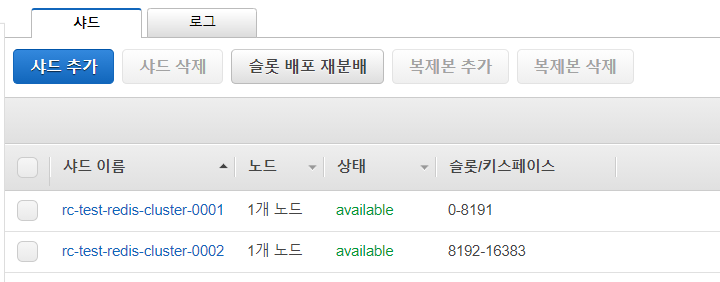 샤드 로그
샤드 추가 샤드 삭제 슬롯 배포 재분배 복제본 추가 복제본 삭제
샤드 이름 노드 상태 슬롯/키스페이스
rc-test-redis-cluster-0001 1개 노드 available 0-8191
rc-test-redis-cluster-0002 1개 노드 available 8192-16383